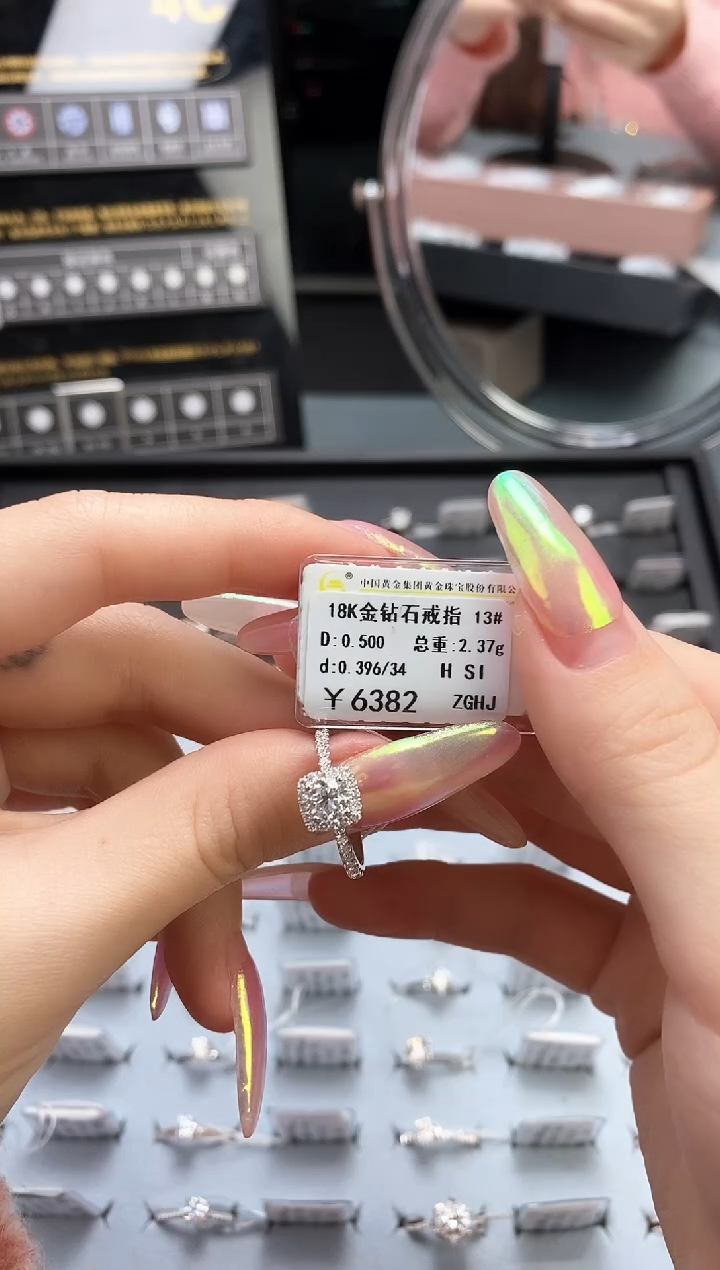 4C
® 中国黄金集团黄金珠宝股份有限公
18K金钻石戒指 13#
D:0.500 总重:2.37g
d:0.396/34 H SI
￥6382 ZGHJ